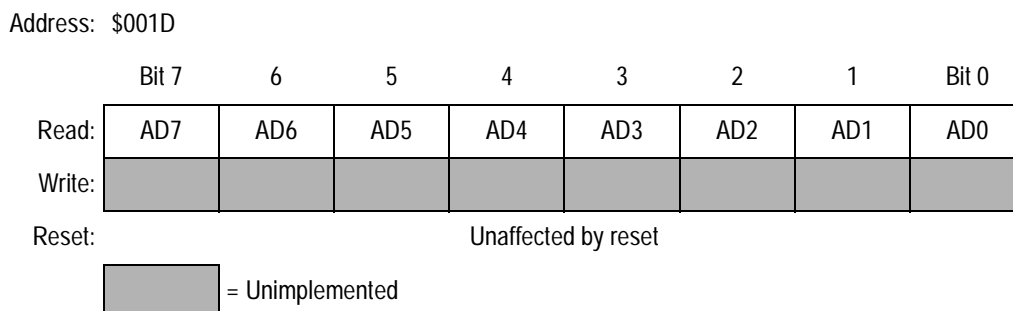 Address: $001D
Bit 7 6 5 4 3 2 1 Bit 0
Read: AD7 AD6 AD5 AD4 AD3 AD2 AD1 AD0
Write:
Reset: Unaffected by reset
= Unimplemented